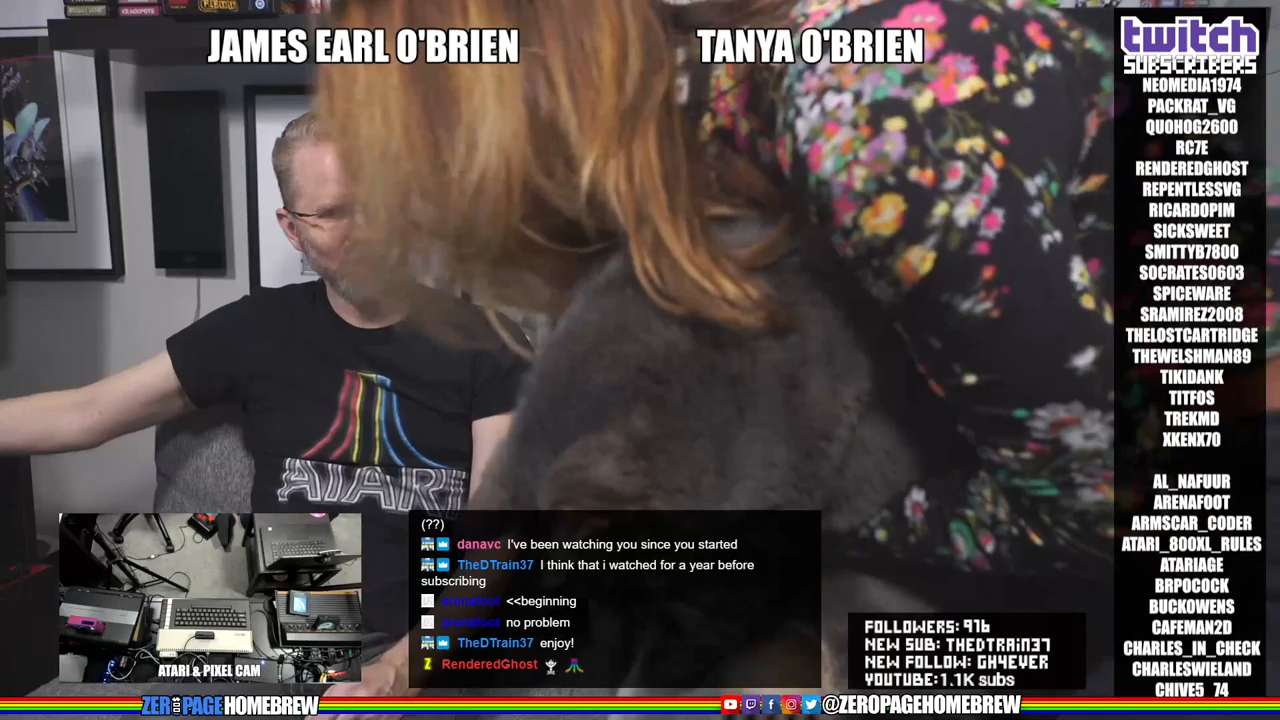 JAMES EARL O'BRIEN
TANYA O'BRIEN
twitch
SUBSCRIBERS
NEOMEDIA1974
PACKRAT_VG
QUOHOG2600
RC7E
RENDEREDGHOST
REPENTLESSVG
RICARDOPIM
SICKSWEET
SMITTYB7800
SOCRATES0603
SPICEWARE
SRAMIREZ2008
THELOSTCARTRIDGE
THEWELSHMAN89
TIKIDANK
TITFOS
TREKMD
XKENX70
AL_NAFUUR
ARENAFOOT
ARMSCAR_CODER
ATARI_800XL_RULES
ATARIAGE
BRPOCOCK
BUCKOWENS
CAFEMAN2D
CHARLES_IN_CHECK
CHARLESWIELAND
CHIVE5_74
ATARI
(??)
danavc I've been watching you since you started
TheDTrain37 I think that i watched for a year before
subscribing
arenafoot <<beginning
arenafoot no problem
TheDTrain37 enjoy!
RenderedGhost
ATARI & PIXEL CAM
FOLLOWERS: 976
NEW SUB: THEDTRAIN37
NEW FOLLOW: GH4EVER
YOUTUBE: 1.1K subs
ZEROPAGEHOMEBREW
@ZEROPAGEHOMEBREW